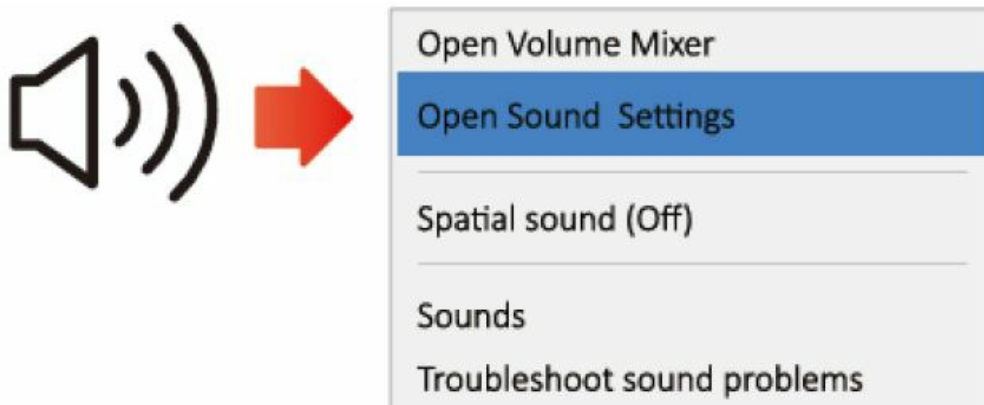 Open Volume Mixer
Open Sound Settings
Spatial sound (Off)
Sounds
Troubleshoot sound problems